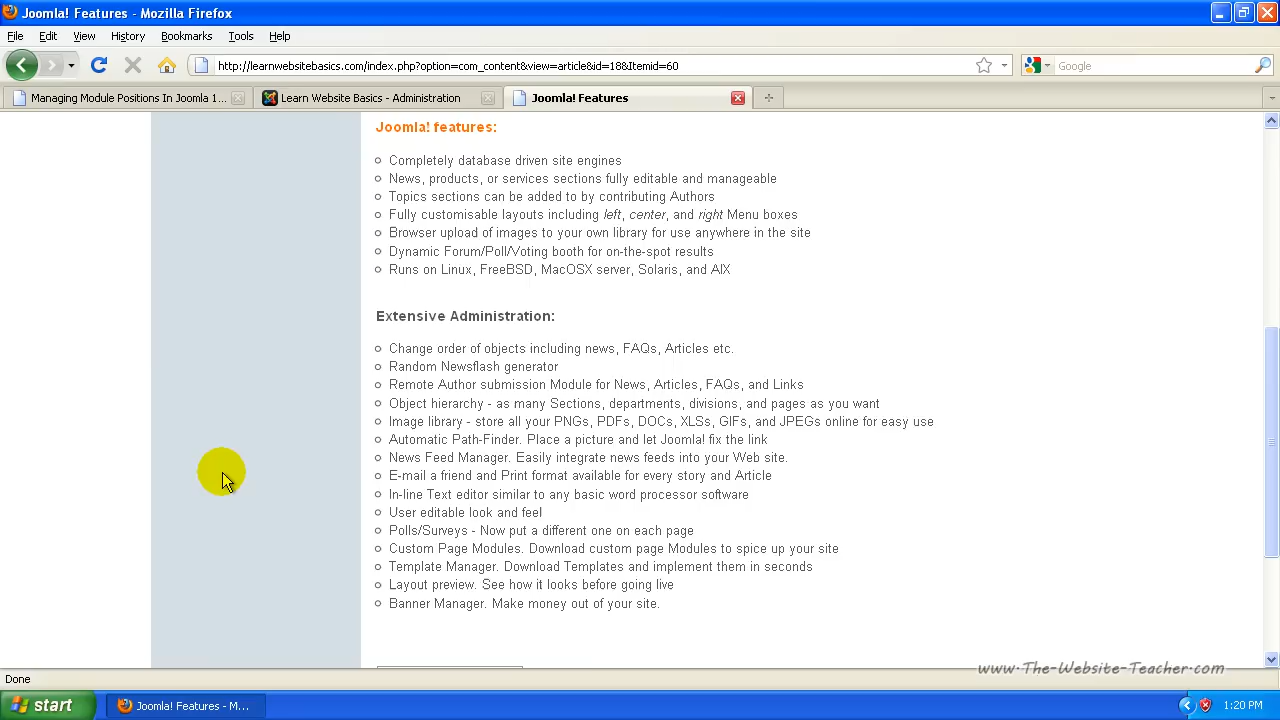 Joomla! Features - Mozilla Firefox
File Edit View History Bookmarks Tools Help
http://learnwebsitebasics.com/index.php?option=com_content&view=article&id=18&Itemid=60
Google
Managing Module Positions In Joomla 1...
Learn Website Basics - Administration
Joomla! Features
Joomla! features:
Completely database driven site engines
News, products, or services sections fully editable and manageable
Topics sections can be added to by contributing Authors
Fully customisable layouts including left, center, and right Menu boxes
Browser upload of images to your own library for use anywhere in the site
Dynamic Forum/Poll/Voting booth for on-the-spot results
Runs on Linux, FreeBSD, MacOSX server, Solaris, and AIX
Extensive Administration:
Change order of objects including news, FAQs, Articles etc.
Random Newsflash generator
Remote Author submission Module for News, Articles, FAQs, and Links
Object hierarchy - as many Sections, departments, divisions, and pages as you want
Image library - store all your PNGs, PDFs, DOCs, XLSs, GIFs, and JPEGs online for easy use
Automatic Path-Finder. Place a picture and let Joomla! fix the link
News Feed Manager. Easily integrate news feeds into your Web site.
E-mail a friend and Print format available for every story and Article
In-line Text editor similar to any basic word processor software
User editable look and feel
Polls/Surveys - Now put a different one on each page
Custom Page Modules. Download custom page Modules to spice up your site
Template Manager. Download Templates and implement them in seconds
Layout preview. See how it looks before going live
Banner Manager. Make money out of your site.
www.The-Website-Teacher.com
Done
start
Joomla! Features - M...
1:20 PM